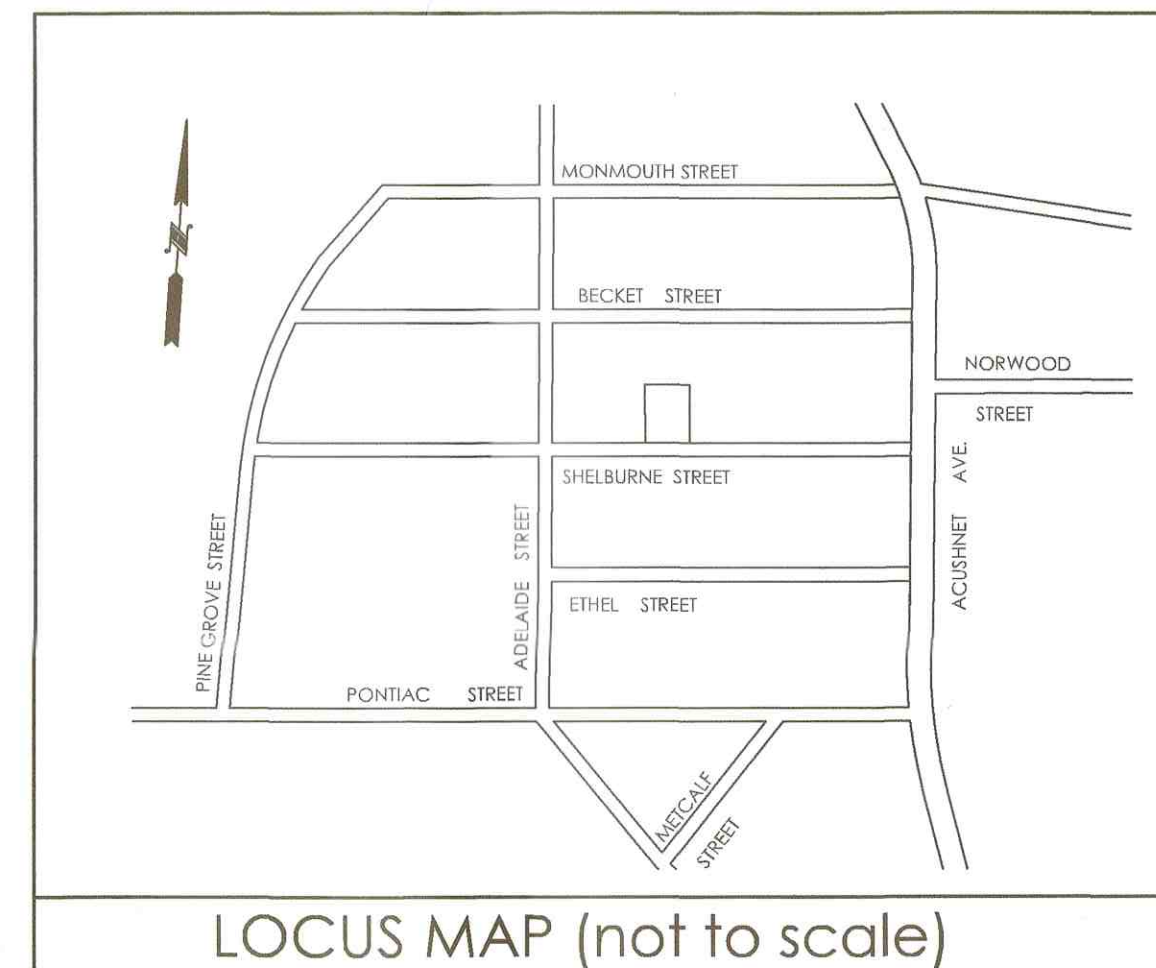 MONMOUTH STREET
BECKET STREET
NORWOOD
STREET
SHELBURNE STREET
ACUSHNET AVE.
ADELAIDE STREET
PINE GROVE STREET
ETHEL STREET
PONTIAC STREET
METCALF
STREET
N
LOCUS MAP (not to scale)